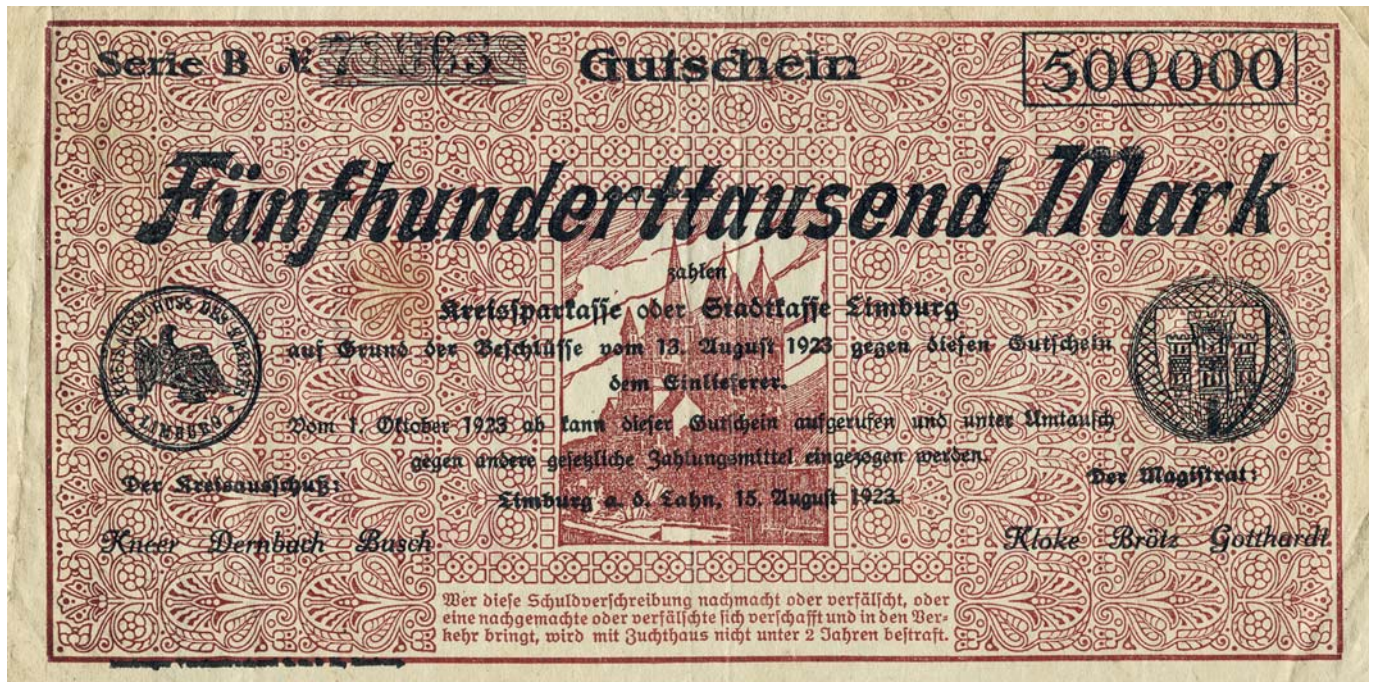 Serie B № Gutschein 500000
Fünfhunderttausend Mark
zahlen
Kreissparkasse oder Stadtkasse Limburg
auf Grund der Beschlüsse vom 13. August 1923 gegen diesen Gutschein
dem Einlieferer.
Vom 1. Oktober 1923 ab kann dieser Gutschein aufgerufen und unter Umtausch
gegen andere gesetzliche Zahlungsmittel eingezogen werden.
Limburg a. d. Lahn, 15. August 1923.
KREISAUSSCHUSS DES KREISES
LIMBURG
Der Kreisausschuß:
Kneer Dernbach Busch
Der Magistrat:
Kloke Brötz Gotthardt
Wer diese Schuldverschreibung nachmacht oder verfälscht, oder
eine nachgemachte oder verfälschte sich verschafft und in den Ver-
kehr bringt, wird mit Zuchthaus nicht unter 2 Jahren bestraft.